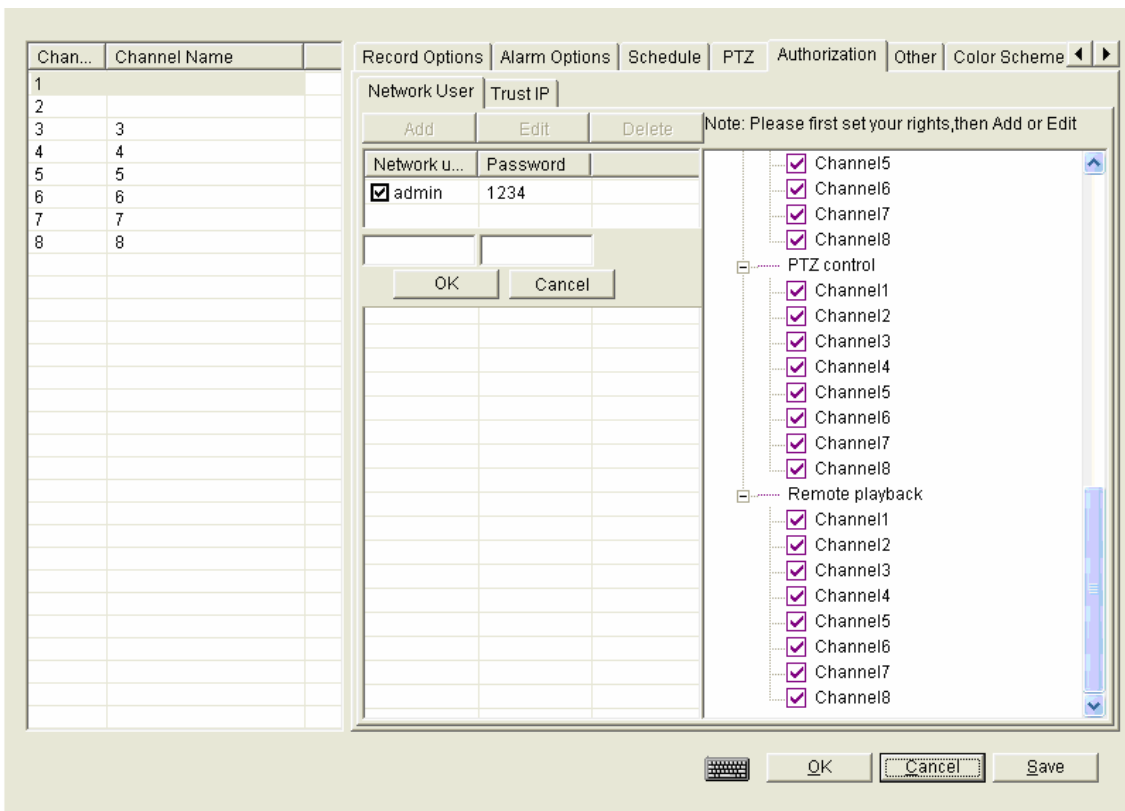 Chan... Channel Name
1
2
3 3
4 4
5 5
6 6
7 7
8 8
Record Options Alarm Options Schedule PTZ Authorization Other Color Scheme
Network User Trust IP
Add Edit Delete
Note: Please first set your rights,then Add or Edit
Network u... Password
admin 1234
OK Cancel
Channel5
Channel6
Channel7
Channel8
PTZ control
Channel1
Channel2
Channel3
Channel4
Channel5
Channel6
Channel7
Channel8
Remote playback
Channel1
Channel2
Channel3
Channel4
Channel5
Channel6
Channel7
Channel8
OK Cancel Save